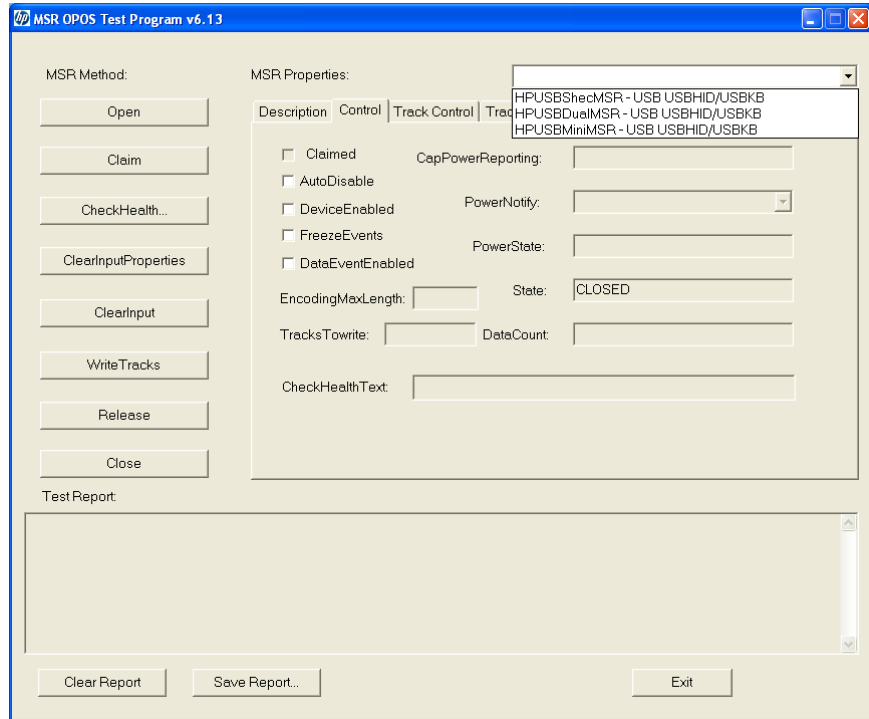 hp MSR OPOS Test Program v6.13
MSR Method:
MSR Properties:
HPUSBShecMSR - USB USBHID/USBKB
HPUSBDualMSR - USB USBHID/USBKB
HPUSBMiniMSR - USB USBHID/USBKB
Open
Claim
CheckHealth...
ClearInputProperties
ClearInput
WriteTracks
Release
Close
Description Control Track Control
Claimed
AutoDisable
DeviceEnabled
FreezeEvents
DataEventEnabled
CapPowerReporting:
PowerNotify:
PowerState:
State: CLOSED
EncodingMaxLength:
TracksTowrite:
DataCount:
CheckHealthText:
Test Report:
Clear Report
Save Report...
Exit